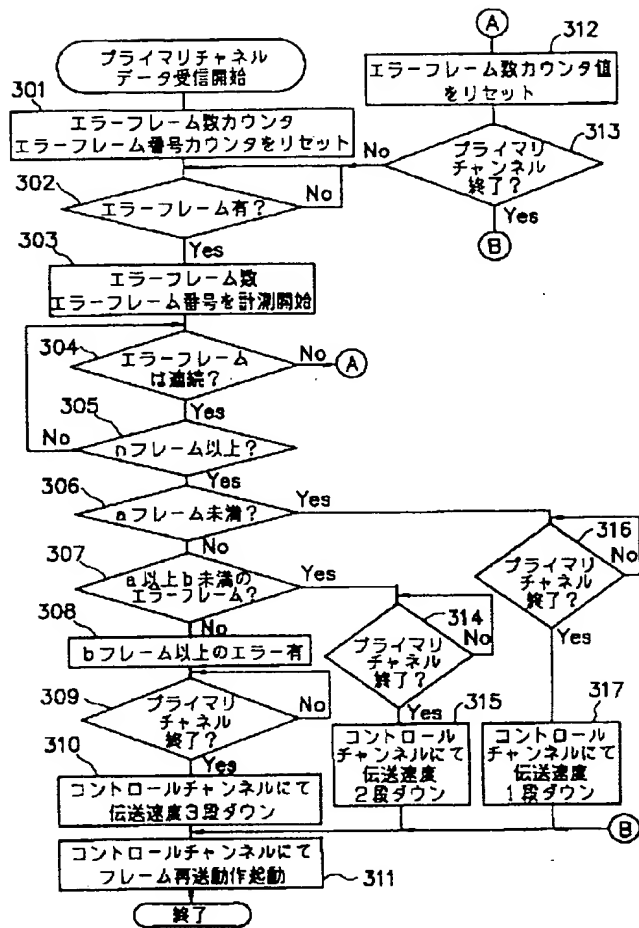 プライマリチャネル
データ受信開始
301
エラーフレーム数カウンタ
エラーフレーム番号カウンタをリセット
302
エラーフレーム有?
No
Yes
303
エラーフレーム数
エラーフレーム番号を計測開始
304
エラーフレーム
は連続?
No
A
Yes
305
nフレーム以上?
No
Yes
306
aフレーム未満?
Yes
No
307
a以上b未満の
エラーフレーム?
Yes
No
308
bフレーム以上のエラー有
309
プライマリ
チャネル
終了?
No
Yes
310
コントロールチャンネルにて
伝送速度3段ダウン
コントロールチャンネルにて
フレーム再送動作起動
311
終了
A
312
エラーフレーム数カウンタ値
をリセット
313
プライマリ
チャンネル
終了?
No
Yes
B
314
プライマリ
チャネル
終了?
No
Yes
315
コントロール
チャンネルにて
伝送速度
2段ダウン
316
プライマリ
チャネル
終了?
No
Yes
317
コントロール
チャンネルにて
伝送速度
1段ダウン
B